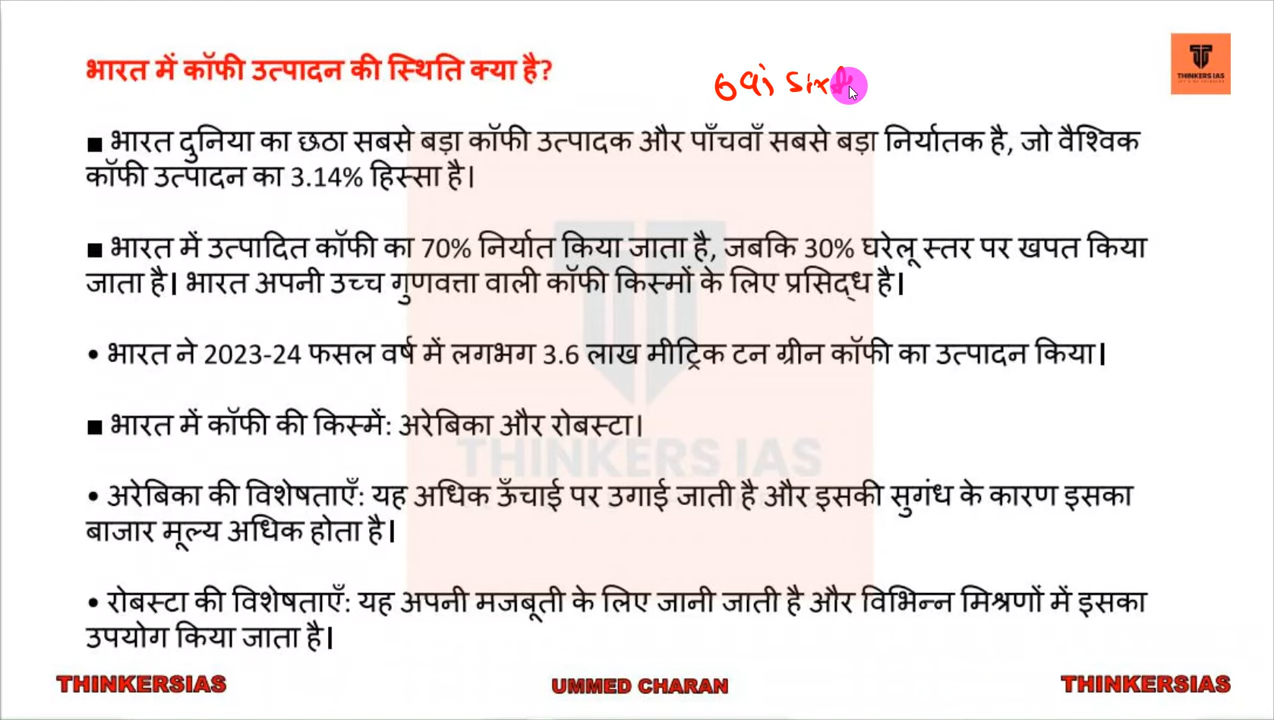 भारत में कॉफी उत्पादन की स्थिति क्या है?
THINKERS IAS
■ भारत दुनिया का छठा सबसे बड़ा कॉफी उत्पादक और पाँचवाँ सबसे बड़ा निर्यातक है, जो वैश्विक
कॉफी उत्पादन का 3.14% हिस्सा है।
■ भारत में उत्पादित कॉफी का 70% निर्यात किया जाता है, जबकि 30% घरेलू स्तर पर खपत किया
जाता है। भारत अपनी उच्च गुणवत्ता वाली कॉफी किस्मों के लिए प्रसिद्ध है।
• भारत ने 2023-24 फसल वर्ष में लगभग 3.6 लाख मीट्रिक टन ग्रीन कॉफी का उत्पादन किया।
■ भारत में कॉफी की किस्में: अरेबिका और रोबस्टा।
THINKERS IAS
• अरेबिका की विशेषताएँ: यह अधिक ऊँचाई पर उगाई जाती है और इसकी सुगंध के कारण इसका
बाजार मूल्य अधिक होता है।
• रोबस्टा की विशेषताएँ: यह अपनी मजबूती के लिए जानी जाती है और विभिन्न मिश्रणों में इसका
उपयोग किया जाता है।
THINKERSIAS UMMED CHARAN THINKERSIAS